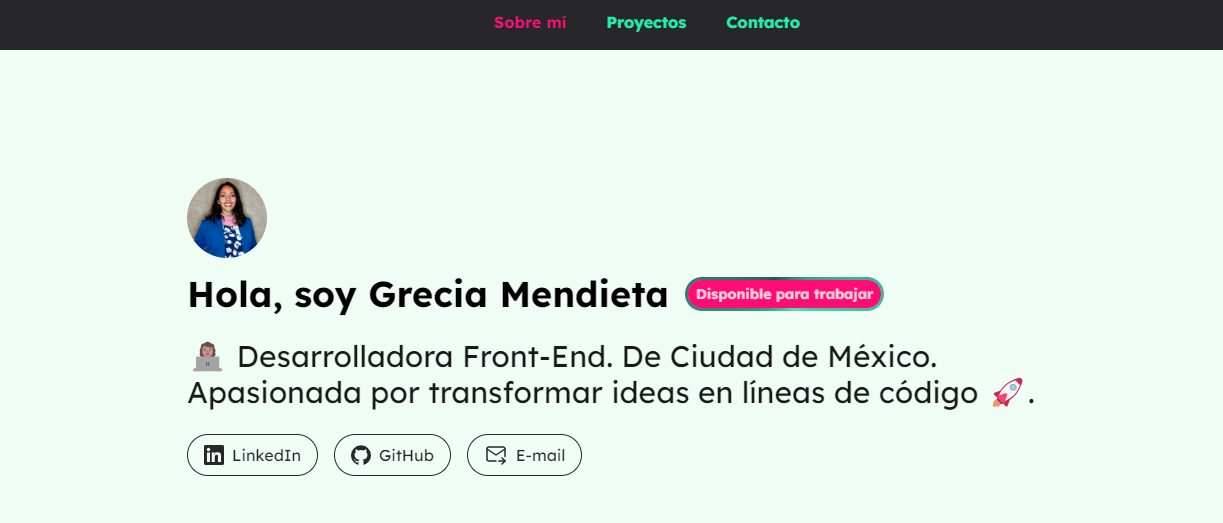 Sobre mí Proyectos Contacto
Hola, soy Grecia Mendieta Disponible para trabajar
👩🏽‍💻 Desarrolladora Front-End. De Ciudad de México.
Apasionada por transformar ideas en líneas de código 🚀.
LinkedIn GitHub E-mail